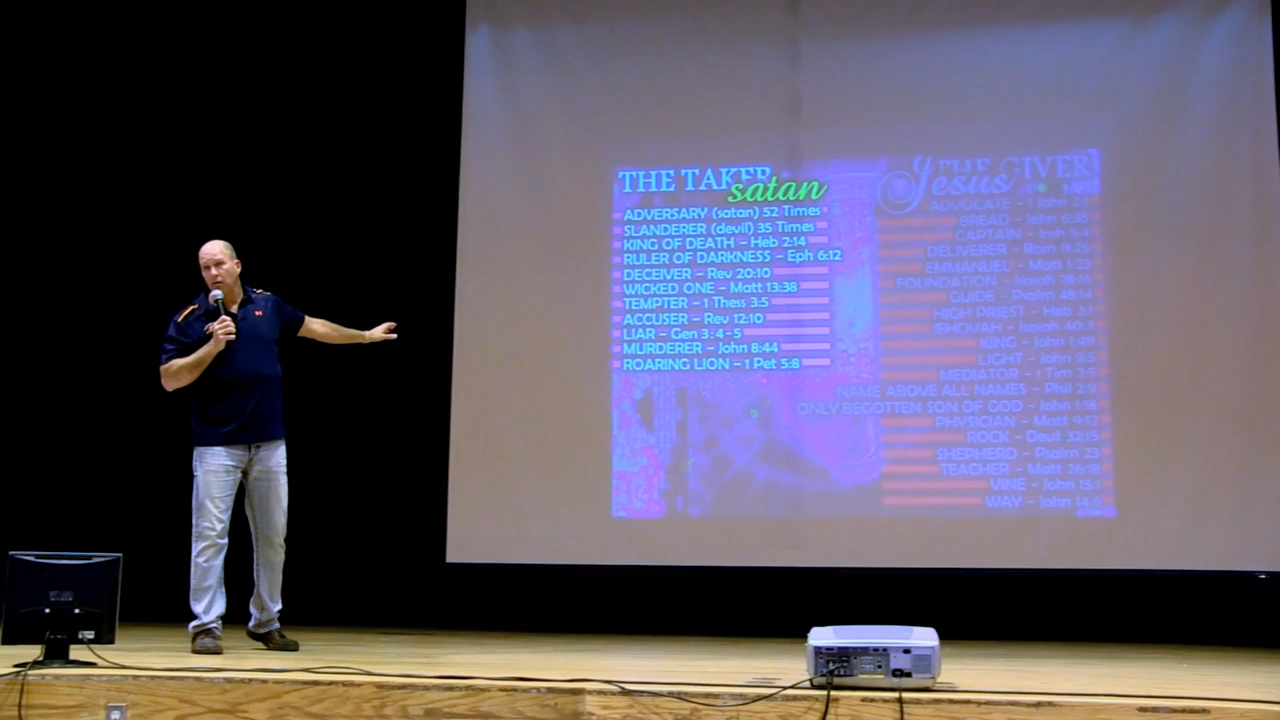 THE TAKER
satan
ADVERSARY (satan) 52 Times
SLANDERER (devil) 35 Times
KING OF DEATH - Heb 2:14
RULER OF DARKNESS - Eph 6:12
DECEIVER - Rev 20:10
WICKED ONE - Matt 13:38
TEMPTER - 1 Thess 3:5
ACCUSER - Rev 12:10
LIAR - Gen 3:4-5
MURDERER - John 8:44
ROARING LION - 1 Pet 5:8
THE GIVER
Jesus
ADVOCATE - 1 John 2:1
BREAD - John 6:35
CAPTAIN - Josh 5:4
DELIVERER - Rom 11:26
EMMANUEL - Matt 1:23
FOUNDATION - Isaiah 28:16
GUIDE - Psalm 48:14
HIGH PRIEST - Heb 3:1
JEHOVAH - Isaiah 40:3
KING - John 1:49
LIGHT - John 9:5
MEDIATOR - 1 Tim 2:5
NAME ABOVE ALL NAMES - Phil 2:9
ONLY BEGOTTEN SON OF GOD - John 1:18
PHYSICIAN - Matt 9:12
ROCK - Deut 32:15
SHEPHERD - Psalm 23
TEACHER - Matt 26:18
VINE - John 15:1
WAY - John 14:6